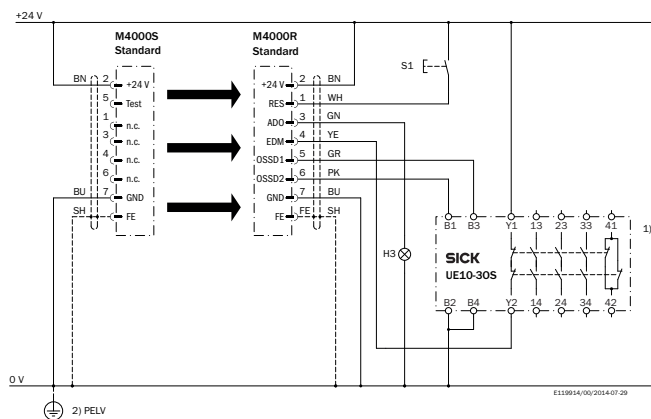 +24 V
M4000S
Standard
M4000R
Standard
S1
BN 2 +24 V
5 Test
1 n.c.
3 n.c.
4 n.c.
6 n.c.
BU 7 GND
SH FE
+24 V 2 BN
RES 1 WH
ADO 3 GN
EDM 4 YE
OSSD1 5 GR
OSSD2 6 PK
GND 7 BU
FE FE SH
H3
B1 B3 Y1 13 23 33 41
1)
SICK
UE10-30S
B2 B4 Y2 14 24 34 42
0 V
E119914/00/2014-07-29
2) PELV